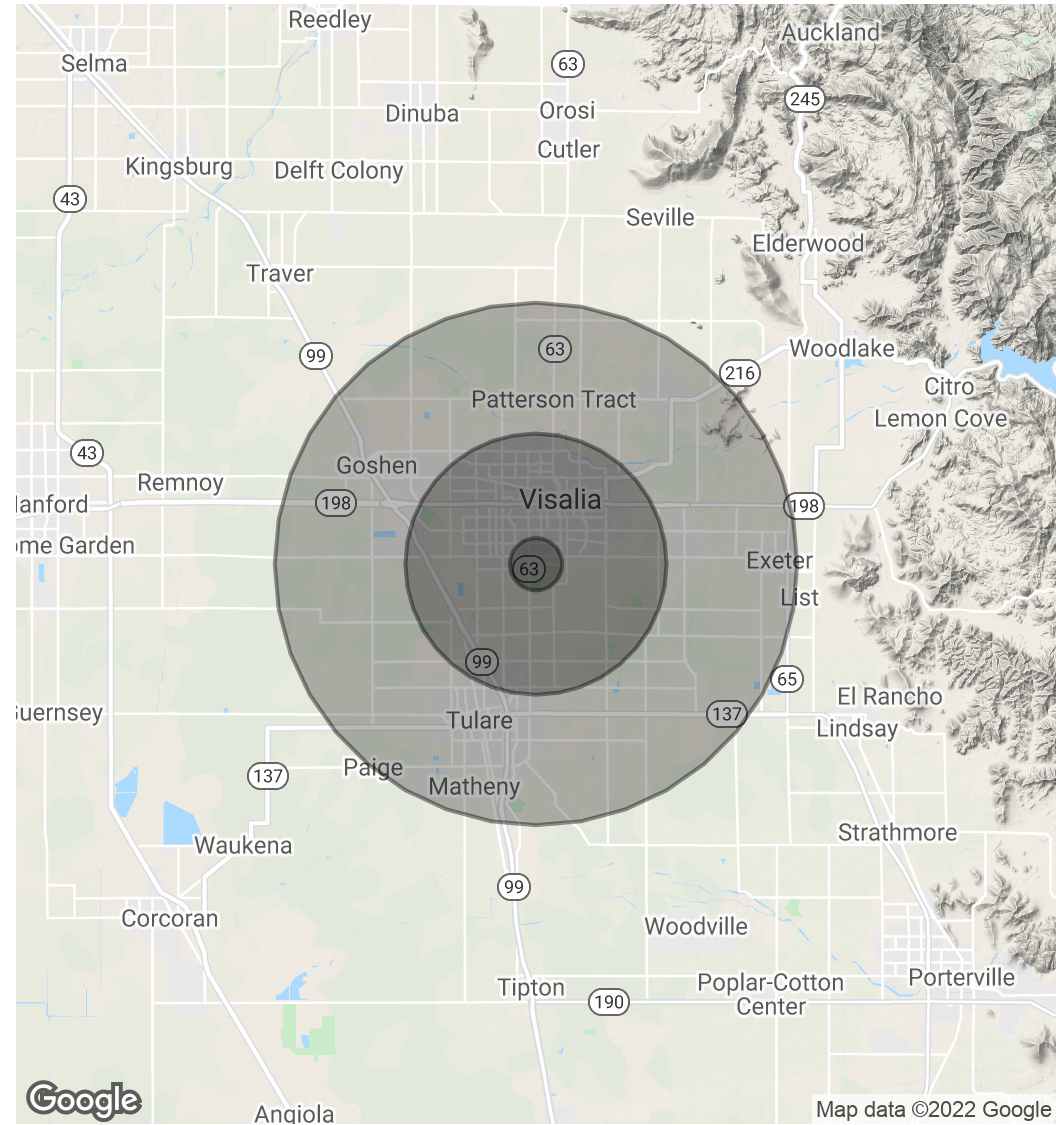 Reedley
Auckland
Selma
63
245
Dinuba
Orosi
Cutler
Kingsburg
Delft Colony
43
Seville
Elderwood
Traver
99
63
Woodlake
216
Citro
Patterson Tract
Lemon Cove
43
Goshen
Remnoy
198
Visalia
198
lanford
ome Garden
Exeter
63
List
99
65
El Rancho
Guernsey
Tulare
137
Lindsay
137
Paige
Matheny
Strathmore
Waukena
99
Corcoran
Woodville
Tipton
190
Poplar-Cotton
Center
Porterville
Google
Angiola
Map data ©2022 Google